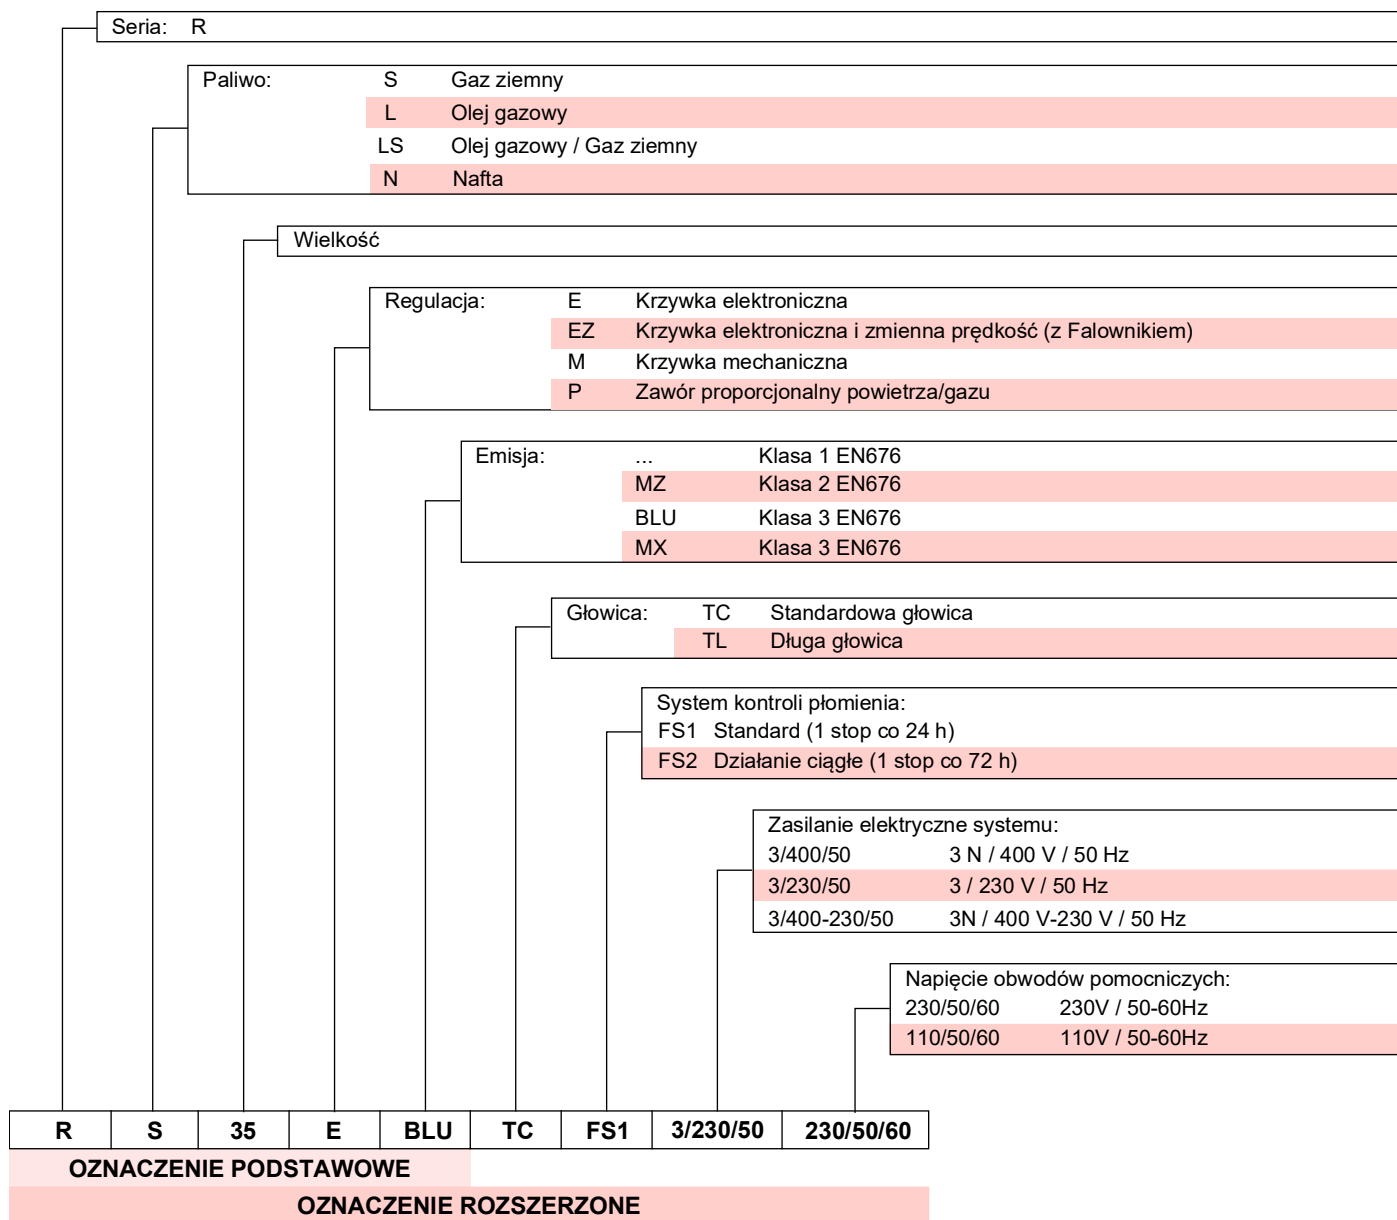 Seria: R
Paliwo: S Gaz ziemny
L Olej gazowy
LS Olej gazowy / Gaz ziemny
N Nafta
Wielkość
Regulacja: E Krzywka elektroniczna
EZ Krzywka elektroniczna i zmienna prędkość (z Falownikiem)
M Krzywka mechaniczna
P Zawór proporcjonalny powietrza/gazu
Emisja: ... Klasa 1 EN676
MZ Klasa 2 EN676
BLU Klasa 3 EN676
MX Klasa 3 EN676
Głowica: TC Standardowa głowica
TL Długa głowica
System kontroli płomienia:
FS1 Standard (1 stop co 24 h)
FS2 Działanie ciągłe (1 stop co 72 h)
Zasilanie elektryczne systemu:
3/400/50 3 N / 400 V / 50 Hz
3/230/50 3 / 230 V / 50 Hz
3/400-230/50 3N / 400 V-230 V / 50 Hz
Napięcie obwodów pomocniczych:
230/50/60 230V / 50-60Hz
110/50/60 110V / 50-60Hz
R S 35 E BLU TC FS1 3/230/50 230/50/60
OZNACZENIE PODSTAWOWE
OZNACZENIE ROZSZERZONE